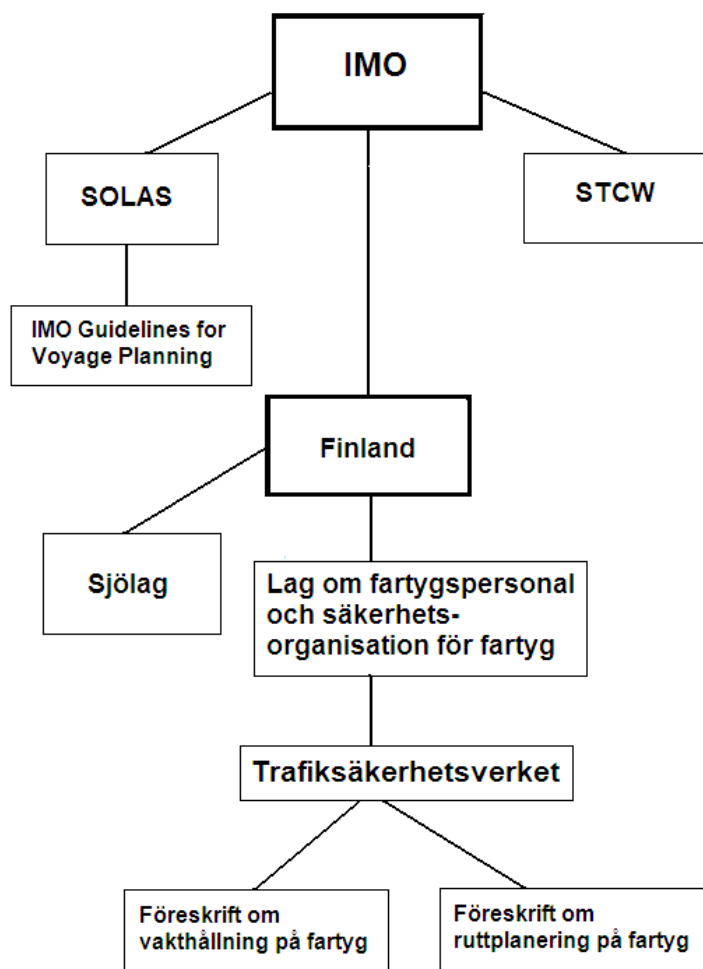 IMO
SOLAS
STCW
IMO Guidelines for
Voyage Planning
Finland
Sjölag
Lag om fartygspersonal
och säkerhets-
organisation för fartyg
Trafiksäkerhetsverket
Föreskrift om
vakthållning på fartyg
Föreskrift om
ruttplanering på fartyg